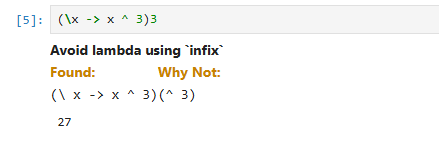 [5]: (\x -> x ^ 3)3
Avoid lambda using `infix`
Found: Why Not:
(\ x -> x ^ 3)(^ 3)
27